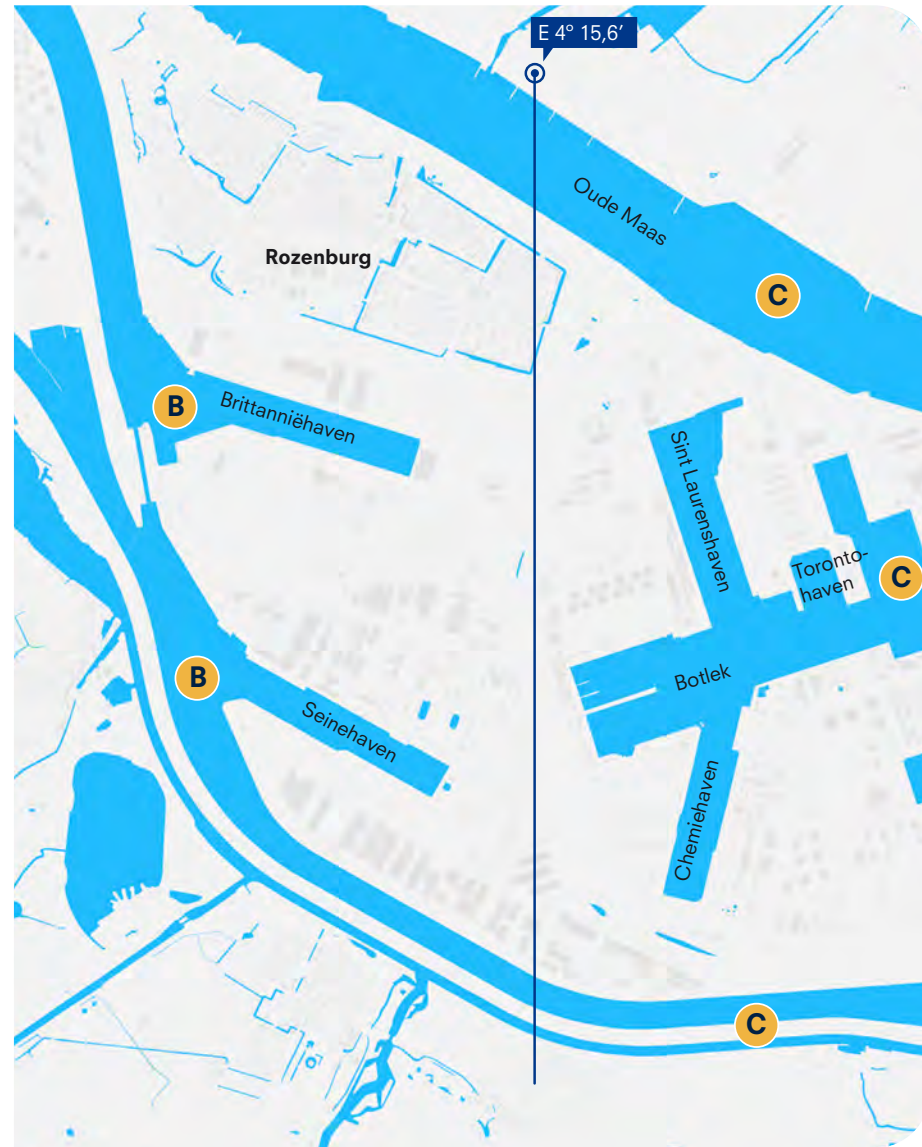 E 4° 15,6′
Oude Maas
Rozenburg
C
B
Brittanniëhaven
Sint Laurenshaven
Toronto-
haven
C
B
Botlek
Seinehaven
Chemiehaven
C